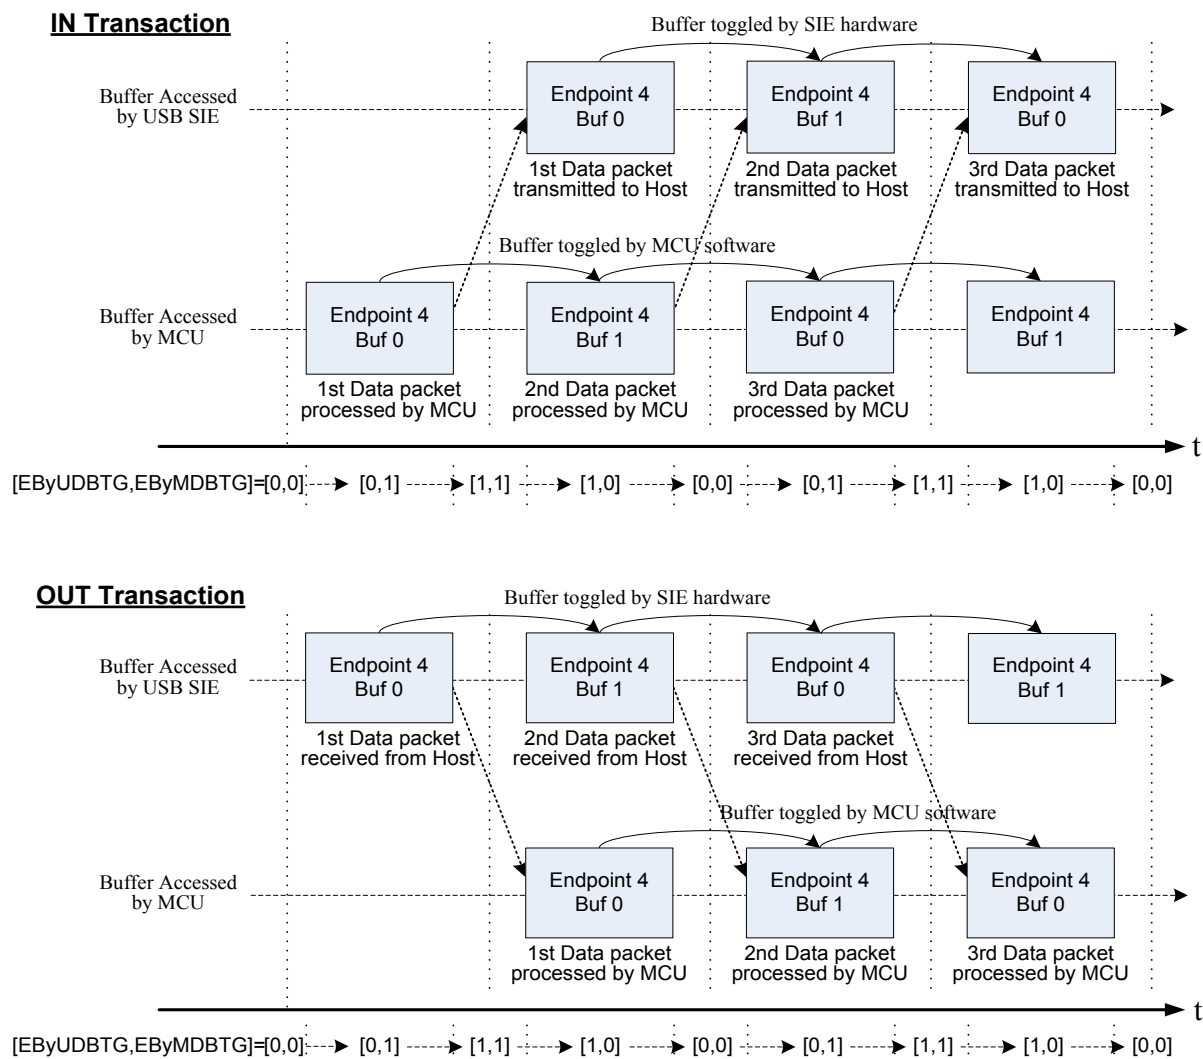 IN Transaction
Buffer toggled by SIE hardware
Buffer Accessed
by USB SIE
Endpoint 4
Buf 0
Endpoint 4
Buf 1
Endpoint 4
Buf 0
1st Data packet
transmitted to Host
2nd Data packet
transmitted to Host
3rd Data packet
transmitted to Host
Buffer toggled by MCU software
Buffer Accessed
by MCU
Endpoint 4
Buf 0
Endpoint 4
Buf 1
Endpoint 4
Buf 0
Endpoint 4
Buf 1
1st Data packet
processed by MCU
2nd Data packet
processed by MCU
3rd Data packet
processed by MCU
t
[EByUDBTG,EByMDBTG]=[0,0] [0,1] [1,1] [1,0] [0,0] [0,1] [1,1] [1,0] [0,0]
OUT Transaction
Buffer toggled by SIE hardware
Buffer Accessed
by USB SIE
Endpoint 4
Buf 0
Endpoint 4
Buf 1
Endpoint 4
Buf 0
Endpoint 4
Buf 1
1st Data packet
received from Host
2nd Data packet
received from Host
3rd Data packet
received from Host
Buffer toggled by MCU software
Buffer Accessed
by MCU
Endpoint 4
Buf 0
Endpoint 4
Buf 1
Endpoint 4
Buf 0
1st Data packet
processed by MCU
2nd Data packet
processed by MCU
3rd Data packet
processed by MCU
t
[EByUDBTG,EByMDBTG]=[0,0] [0,1] [1,1] [1,0] [0,0] [0,1] [1,1] [1,0] [0,0]